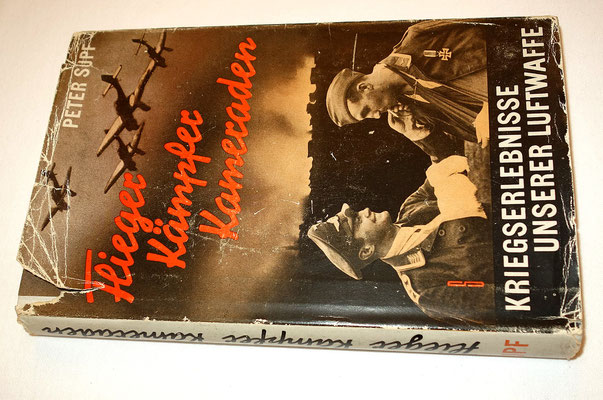 PETER SUPF
Flieger
Kämpfer
Kameraden
KRIEGSERLEBNISSE
UNSERER LUFTWAFFE
PF Flieger Kämpfer Kameraden